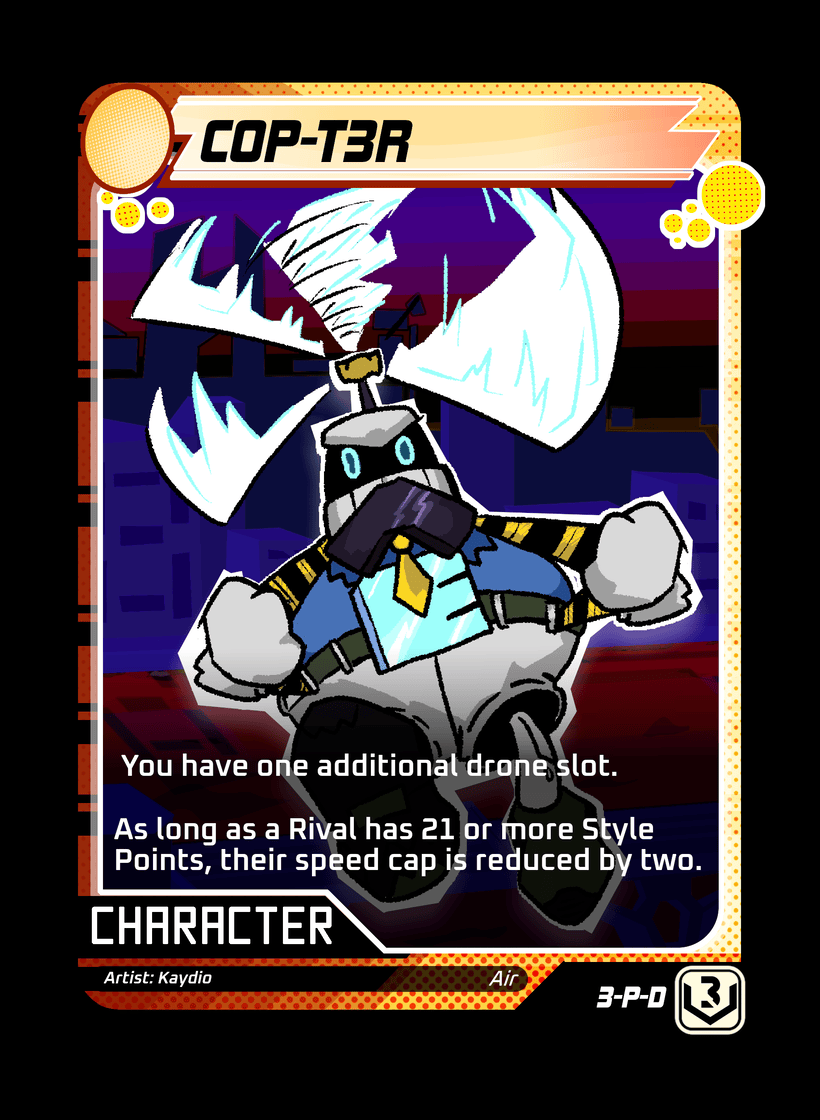 COP-T3R
You have one additional drone slot.
As long as a Rival has 21 or more Style
Points, their speed cap is reduced by two.
CHARACTER
Artist: Kaydio
Air
3-P-D
3